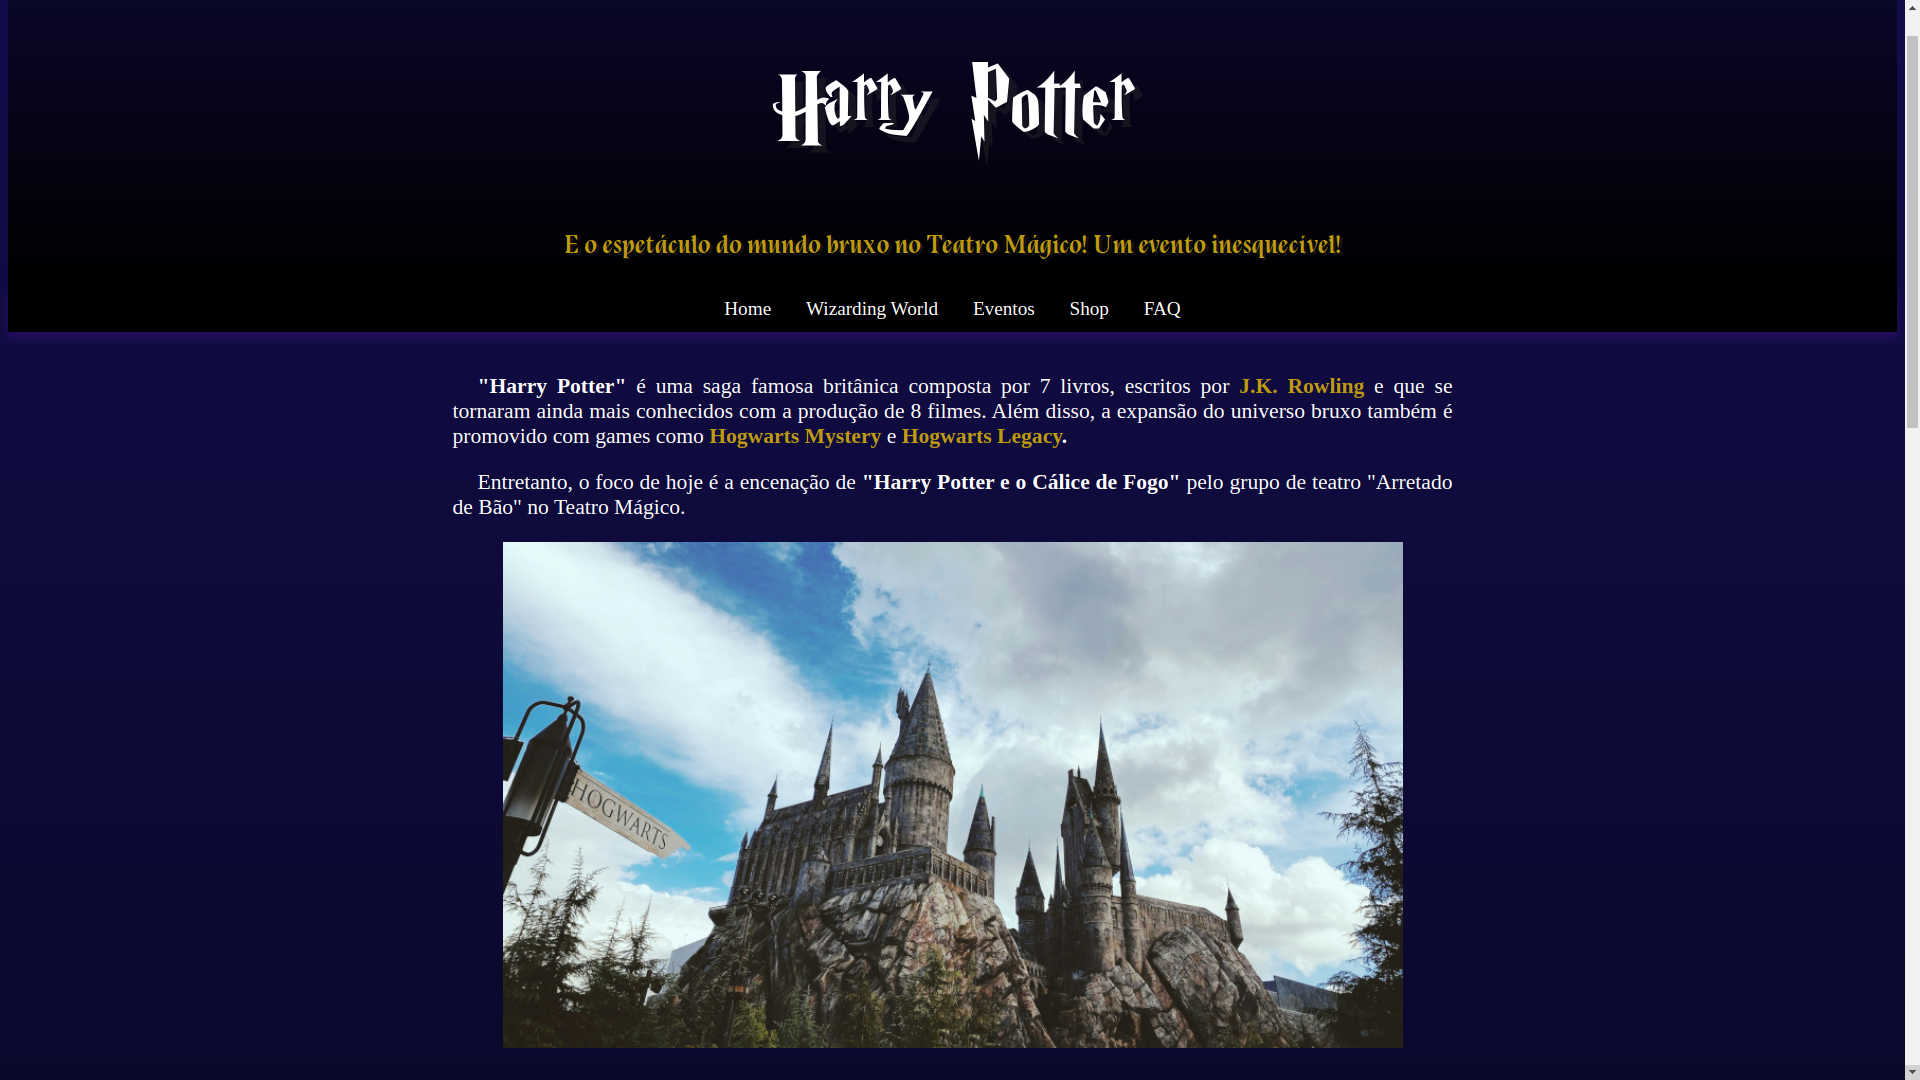 Harry Potter
E o espetáculo do mundo bruxo no Teatro Mágico! Um evento inesquecível!
Home Wizarding World Eventos Shop FAQ
"Harry Potter" é uma saga famosa britânica composta por 7 livros, escritos por J.K. Rowling e que se
tornaram ainda mais conhecidos com a produção de 8 filmes. Além disso, a expansão do universo bruxo também é
promovido com games como Hogwarts Mystery e Hogwarts Legacy.
Entretanto, o foco de hoje é a encenação de "Harry Potter e o Cálice de Fogo" pelo grupo de teatro "Arretado
de Bão" no Teatro Mágico.
HOGWARTS